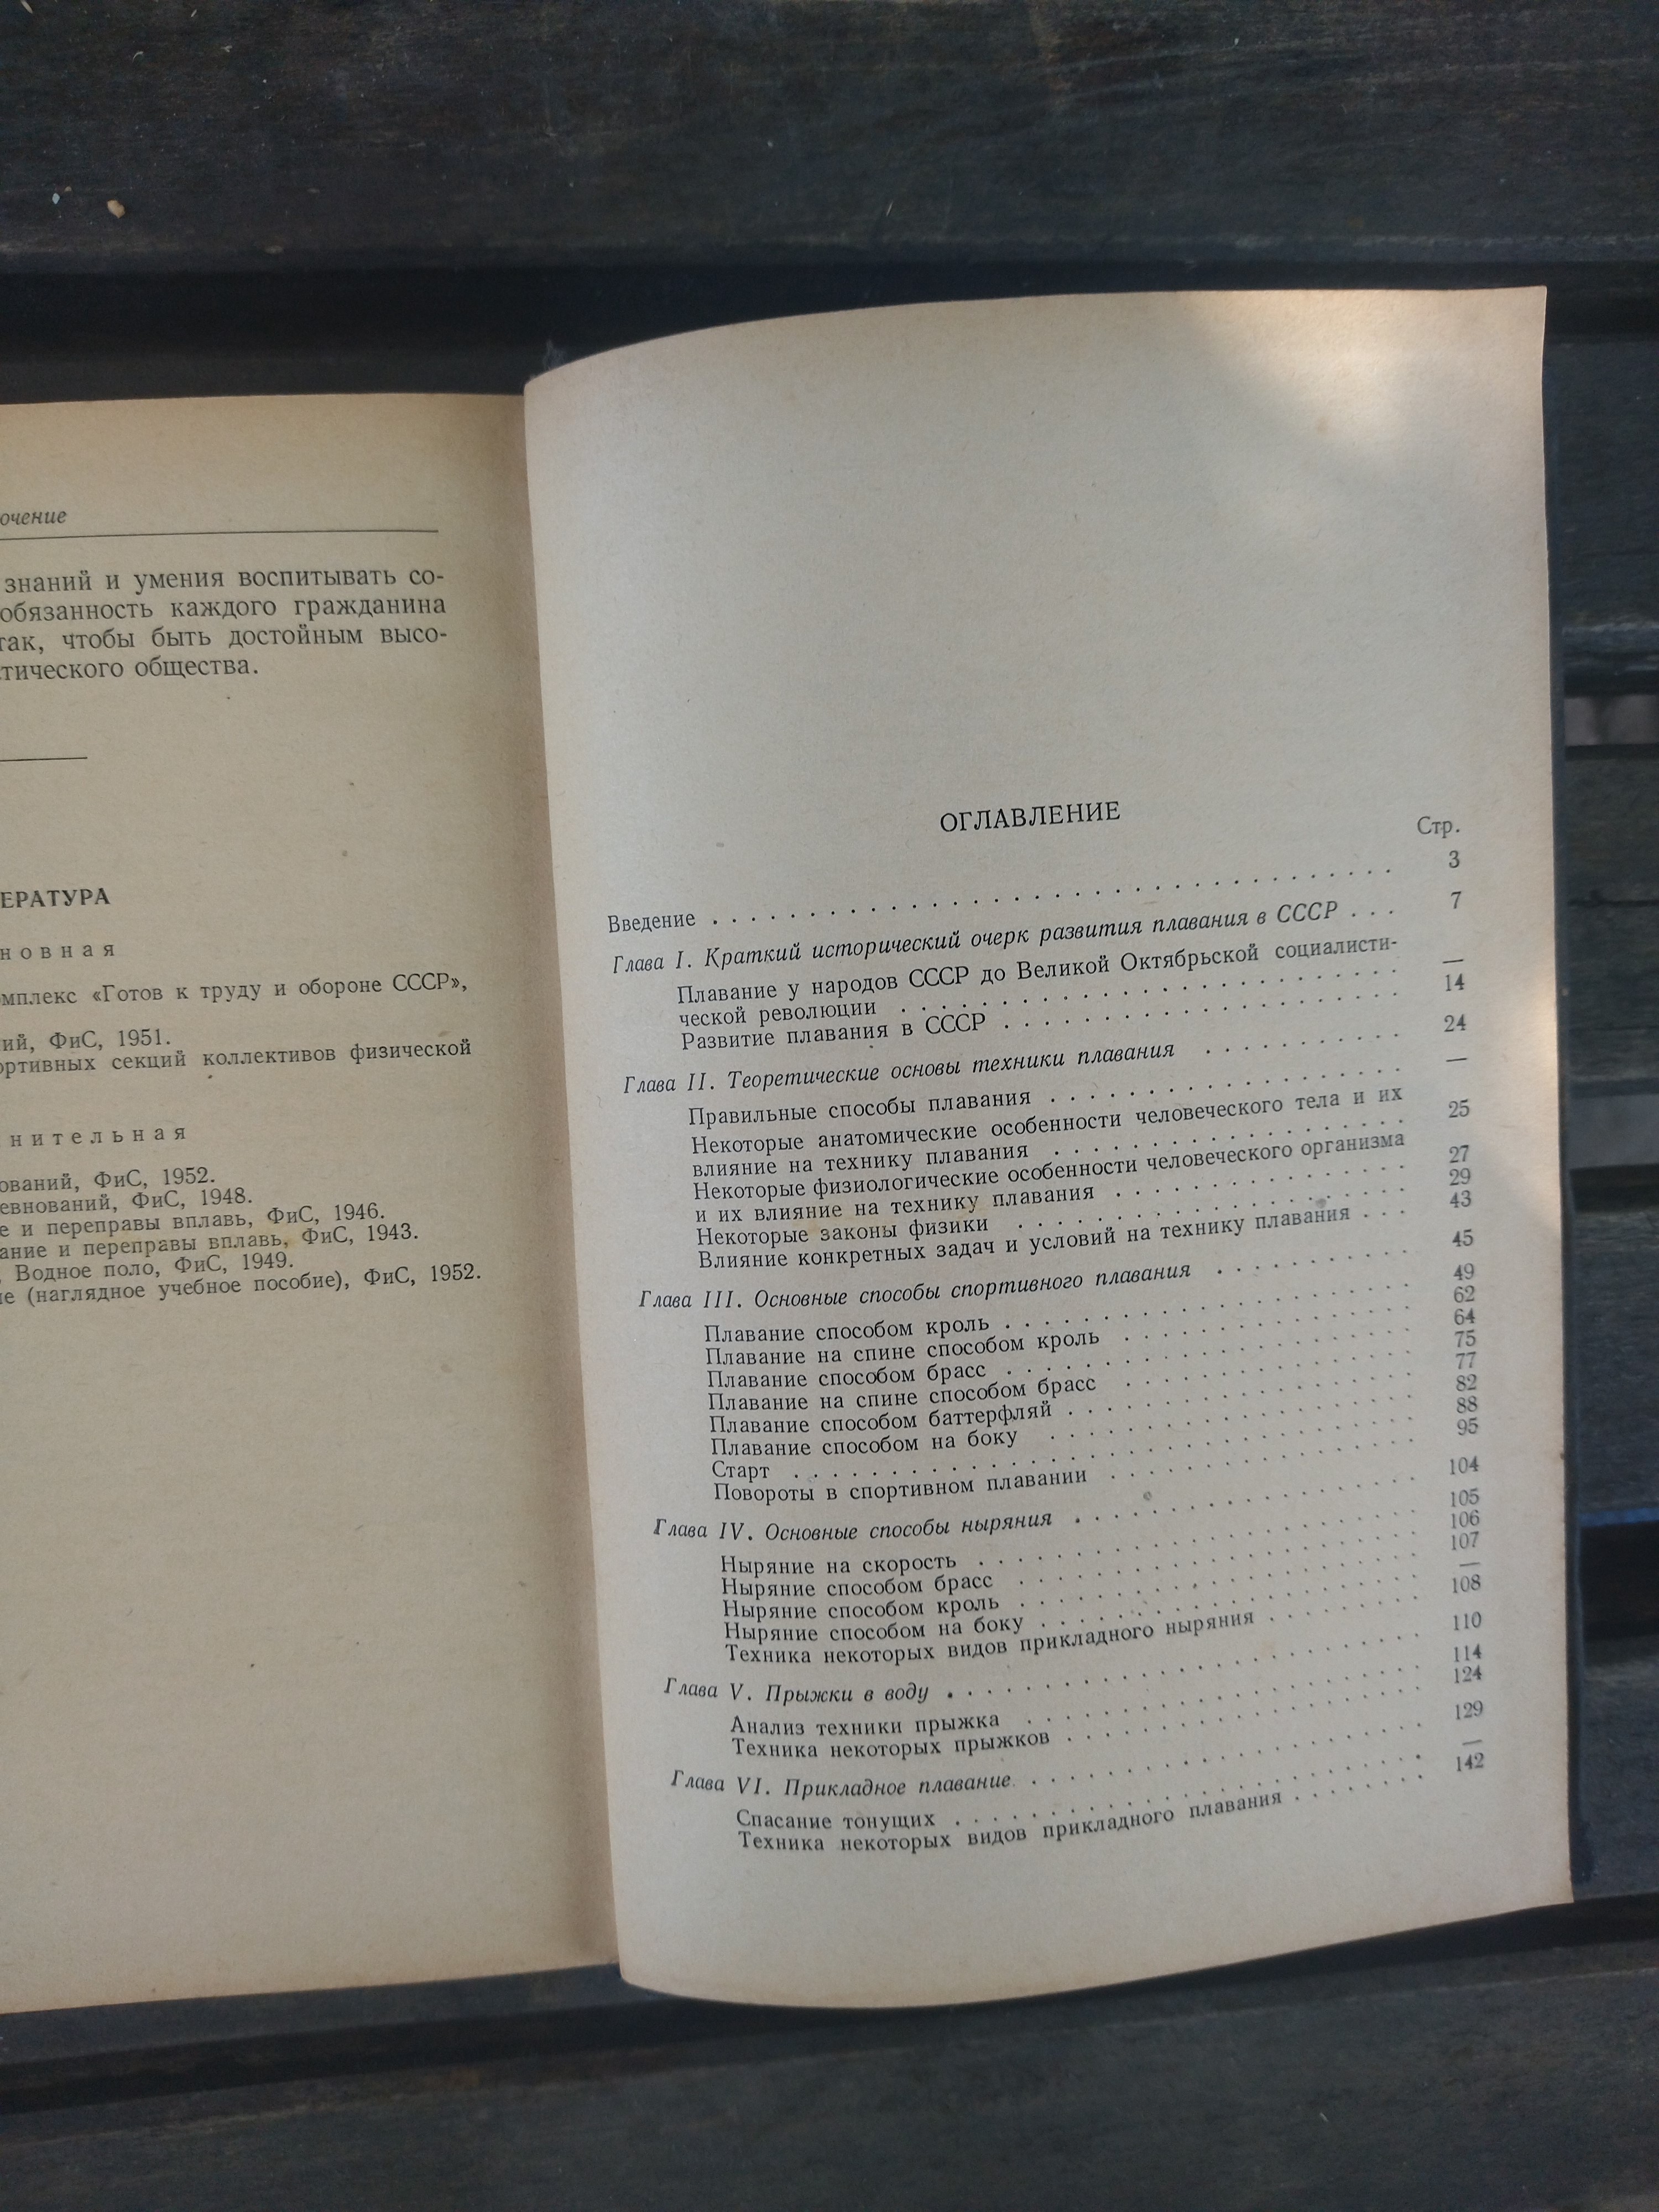 знаний и умения воспитывать со-
обязанность каждого гражданина
так, чтобы быть достойным высо-
тического общества.
ЕРАТУРА
новная
мплекс «Готов к труду и обороне СССР»,
ий, ФиС, 1951.
ортивных секций коллективов физической
нительная
ований, ФиС, 1952.
евнований, ФиС, 1948.
е и переправы вплавь, ФиС, 1946.
ание и переправы вплавь, ФиС, 1943.
, Водное поло, ФиС, 1949.
ие (наглядное учебное пособие), ФиС, 1952.
ОГЛАВЛЕНИЕ
Стр.
Введение . . . 3
Глава I. Краткий исторический очерк развития плавания в СССР . . . 7
Плавание у народов СССР до Великой Октябрьской социалисти-
ческой революции . . . —
Развитие плавания в СССР . . . 14
Глава II. Теоретические основы техники плавания . . . 24
Правильные способы плавания . . . —
Некоторые анатомические особенности человеческого тела и их
влияние на технику плавания . . . 25
Некоторые физиологические особенности человеческого организма
и их влияние на технику плавания . . . 27
Некоторые законы физики . . . 29
Влияние конкретных задач и условий на технику плавания . . . 43
Глава III. Основные способы спортивного плавания . . . 45
Плавание способом кроль . . . 49
Плавание на спине способом кроль . . . 62
Плавание способом брасс . . . 64
Плавание на спине способом брасс . . . 75
Плавание способом баттерфляй . . . 77
Плавание способом на боку . . . 82
Старт . . . 88
Повороты в спортивном плавании . . . 95
Глава IV. Основные способы ныряния . . . 104
Ныряние на скорость . . . 105
Ныряние способом брасс . . . 106
Ныряние способом кроль . . . 107
Ныряние способом на боку . . . —
Техника некоторых видов прикладного ныряния . . . 108
Глава V. Прыжки в воду . . . 110
Анализ техники прыжка . . . 114
Техника некоторых прыжков . . . 124
Глава VI. Прикладное плавание . . . 129
Спасание тонущих . . . —
Техника некоторых видов прикладного плавания . . . 142